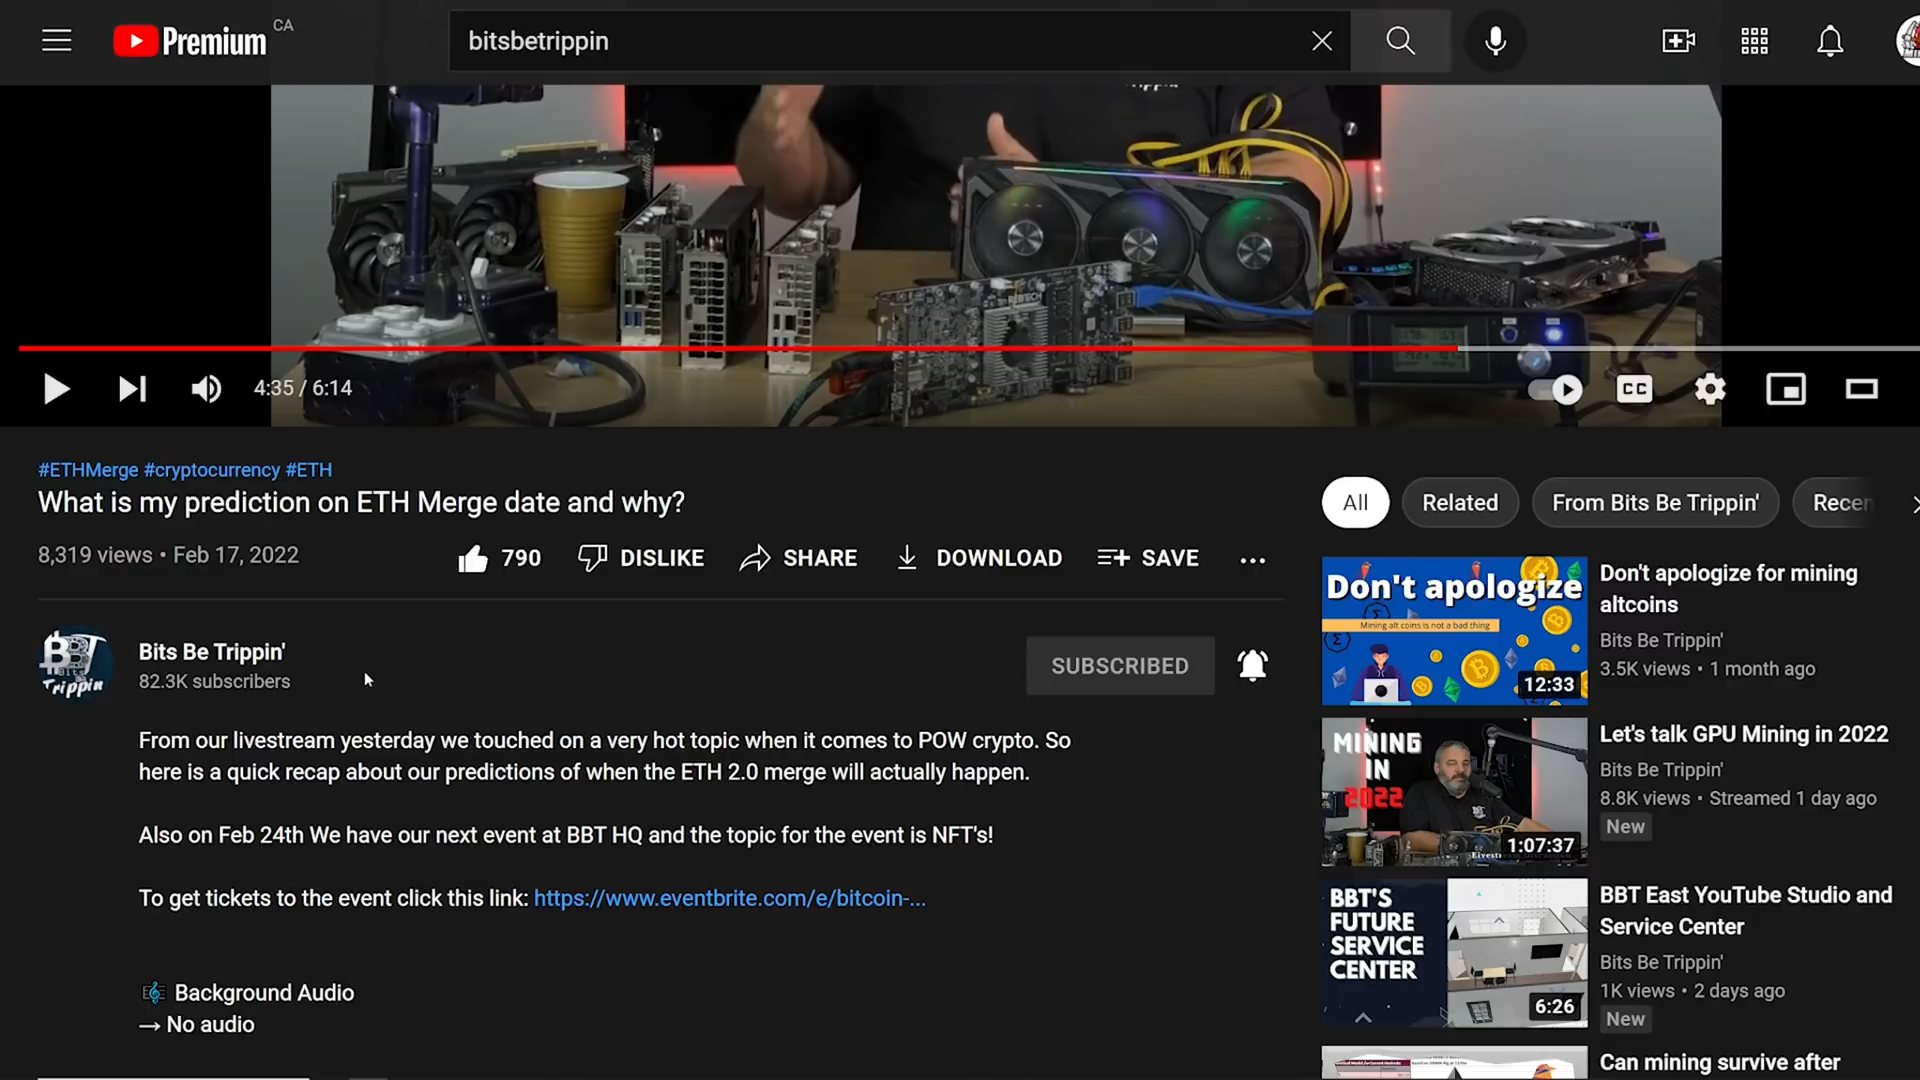 Premium CA
bitsbetrippin
4:35 / 6:14
CC
#ETHMerge #cryptocurrency #ETH
What is my prediction on ETH Merge date and why?
8,319 views • Feb 17, 2022
790
DISLIKE
SHARE
DOWNLOAD
SAVE
BBT
Bits
Trippin
Bits Be Trippin'
82.3K subscribers
SUBSCRIBED
From our livestream yesterday we touched on a very hot topic when it comes to POW crypto. So
here is a quick recap about our predictions of when the ETH 2.0 merge will actually happen.
Also on Feb 24th We have our next event at BBT HQ and the topic for the event is NFT's!
To get tickets to the event click this link: https://www.eventbrite.com/e/bitcoin-...
Background Audio
→ No audio
All
Related
From Bits Be Trippin'
Recen
Don't apologize
Mining alt coins is not a bad thing
12:33
Don't apologize for mining
altcoins
Bits Be Trippin'
3.5K views • 1 month ago
MINING
IN
2022
1:07:37
Let's talk GPU Mining in 2022
Bits Be Trippin'
8.8K views • Streamed 1 day ago
New
BBT'S
FUTURE
SERVICE
CENTER
6:26
BBT East YouTube Studio and
Service Center
Bits Be Trippin'
1K views • 2 days ago
New
Can mining survive after